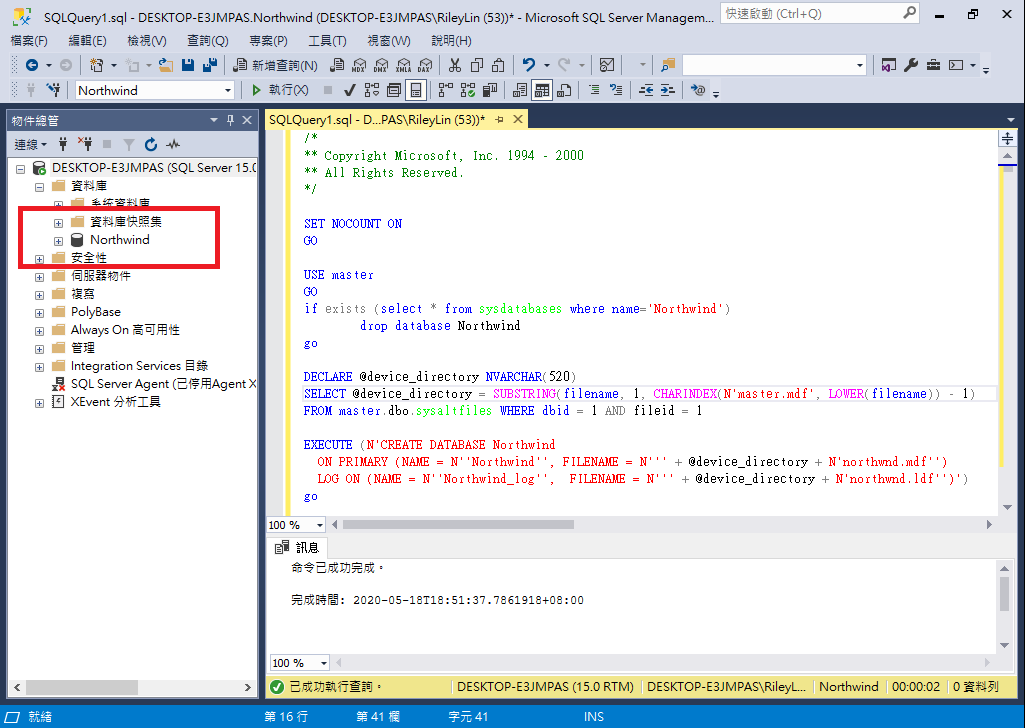 SQLQuery1.sql - DESKTOP-E3JMPAS.Northwind (DESKTOP-E3JMPAS\RileyLin (53))* - Microsoft SQL Server Managem...
快速啟動 (Ctrl+Q)
檔案(F) 編輯(E) 檢視(V) 查詢(Q) 專案(P) 工具(T) 視窗(W) 說明(H)
新增查詢(N) MDX DMX XMLA DAX
Northwind 執行(X)
物件總管
連線
DESKTOP-E3JMPAS (SQL Server 15.0
資料庫
系統資料庫
資料庫快照集
Northwind
安全性
伺服器物件
複寫
PolyBase
Always On 高可用性
管理
Integration Services 目錄
SQL Server Agent (已停用Agent X
XEvent 分析工具
SQLQuery1.sql - D...PAS\RileyLin (53))*
/*
** Copyright Microsoft, Inc. 1994 - 2000
** All Rights Reserved.
*/
SET NOCOUNT ON
GO
USE master
GO
if exists (select * from sysdatabases where name='Northwind')
drop database Northwind
go
DECLARE @device_directory NVARCHAR(520)
SELECT @device_directory = SUBSTRING(filename, 1, CHARINDEX(N'master.mdf', LOWER(filename)) - 1)
FROM master.dbo.sysaltfiles WHERE dbid = 1 AND fileid = 1
EXECUTE (N'CREATE DATABASE Northwind
ON PRIMARY (NAME = N''Northwind'', FILENAME = N''' + @device_directory + N'northwnd.mdf'')
LOG ON (NAME = N''Northwind_log'',  FILENAME = N''' + @device_directory + N'northwnd.ldf'')')
go
100 %
訊息
命令已成功完成。
完成時間: 2020-05-18T18:51:37.7861918+08:00
100 %
已成功執行查詢。 DESKTOP-E3JMPAS (15.0 RTM) DESKTOP-E3JMPAS\RileyL... Northwind 00:00:02 0 資料列
就緒 第 16 行 第 41 欄 字元 41 INS